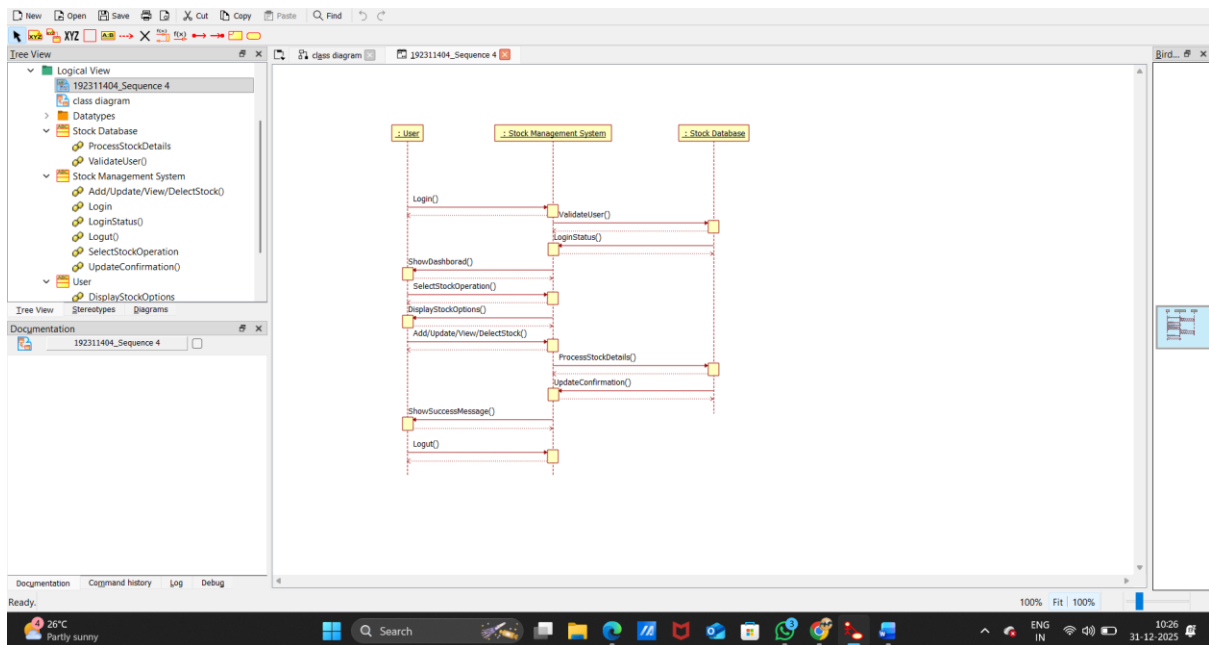 New Open Save Cut Copy Paste Find
XYZ XYZ A:B f(x) f(x)
Tree View
class diagram 192311404_Sequence 4
Bird...
Logical View
192311404_Sequence 4
class diagram
Datatypes
Stock Database
ProcessStockDetails
ValidateUser()
Stock Management System
Add/Update/View/DelectStock()
Login
LoginStatus()
Logut()
SelectStockOperation
UpdateConfirmation()
User
DisplayStockOptions
Tree View Stereotypes Diagrams
Documentation
192311404_Sequence 4
: User : Stock Management System : Stock Database
Login()
ValidateUser()
LoginStatus()
ShowDashborad()
SelectStockOperation()
DisplayStockOptions()
Add/Update/View/DelectStock()
ProcessStockDetails()
UpdateConfirmation()
ShowSuccessMessage()
Logut()
Documentation Command history Log Debug
Ready. 100% Fit 100%
4 26°C
Partly sunny
Search
3
ENG
IN
10:26
31-12-2025